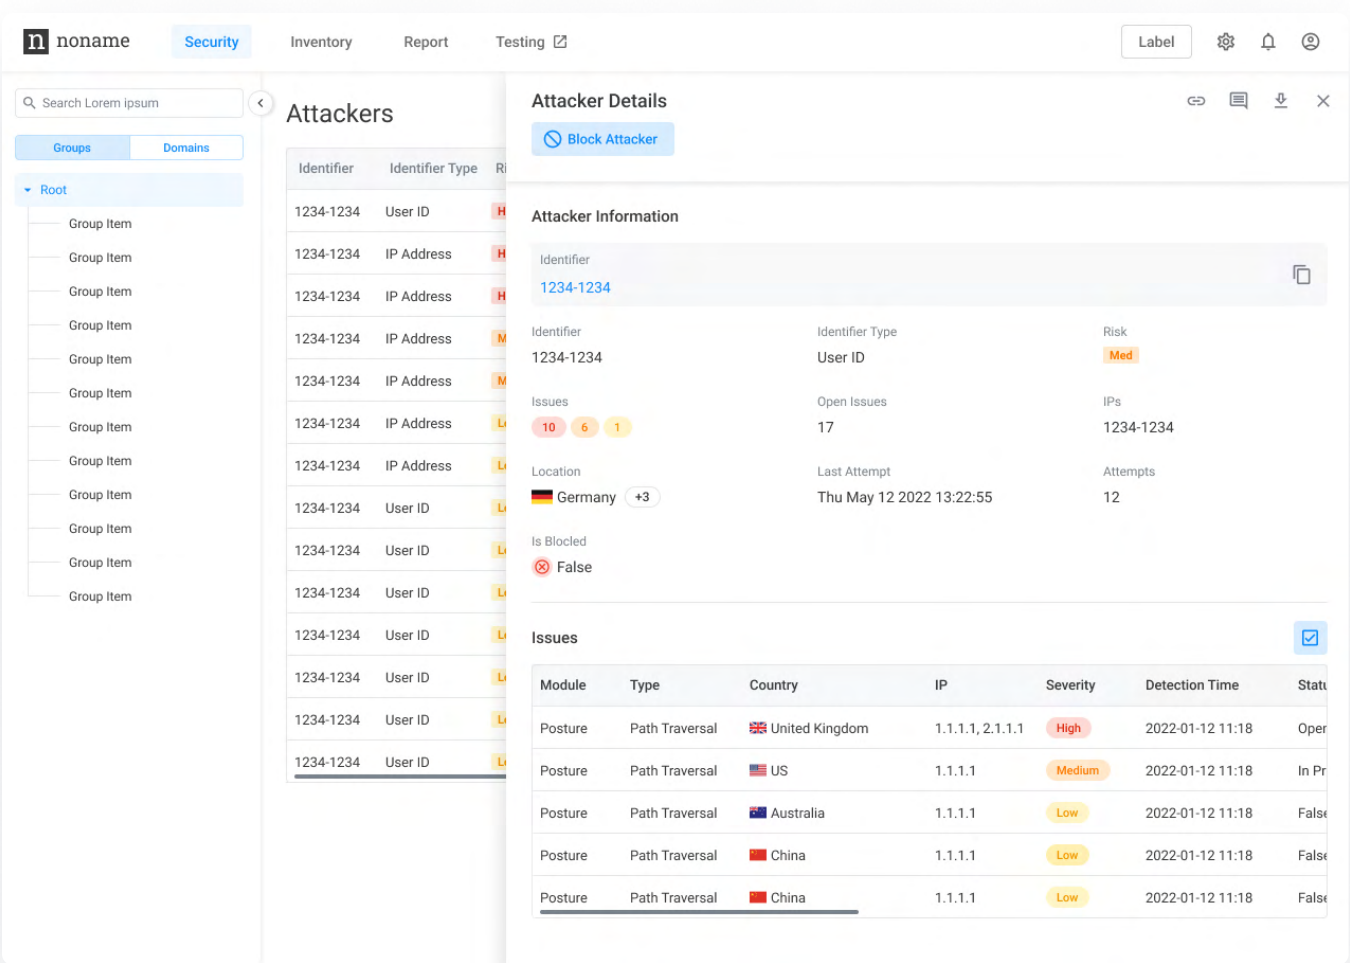 n noname
Security
Inventory
Report
Testing
Label
Search Lorem ipsum
Groups
Domains
Root
Group Item
Group Item
Group Item
Group Item
Group Item
Group Item
Group Item
Group Item
Group Item
Group Item
Group Item
Group Item
Attackers
Identifier Identifier Type Ri
1234-1234 User ID H
1234-1234 IP Address H
1234-1234 IP Address H
1234-1234 IP Address M
1234-1234 IP Address M
1234-1234 IP Address L
1234-1234 IP Address L
1234-1234 User ID L
1234-1234 User ID L
1234-1234 User ID L
1234-1234 User ID L
1234-1234 User ID L
1234-1234 User ID L
1234-1234 User ID L
Attacker Details
Block Attacker
Attacker Information
Identifier
1234-1234
Identifier Identifier Type Risk
1234-1234 User ID Med
Issues Open Issues IPs
10 6 1 17 1234-1234
Location Last Attempt Attempts
Germany +3 Thu May 12 2022 13:22:55 12
Is Blocled
False
Issues
Module Type Country IP Severity Detection Time Statu
Posture Path Traversal United Kingdom 1.1.1.1, 2.1.1.1 High 2022-01-12 11:18 Oper
Posture Path Traversal US 1.1.1.1 Medium 2022-01-12 11:18 In Pr
Posture Path Traversal Australia 1.1.1.1 Low 2022-01-12 11:18 False
Posture Path Traversal China 1.1.1.1 Low 2022-01-12 11:18 False
Posture Path Traversal China 1.1.1.1 Low 2022-01-12 11:18 False